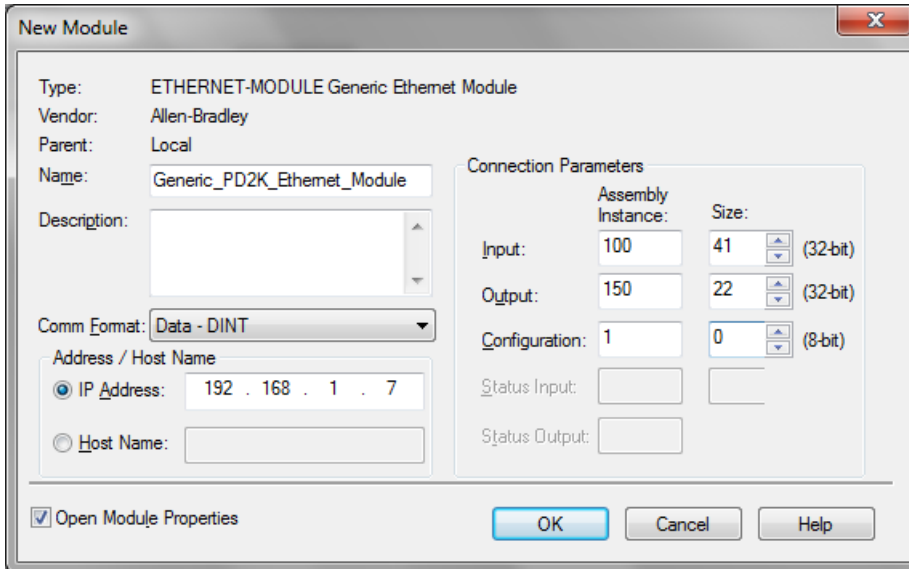 New Module
Type: ETHERNET-MODULE Generic Ethernet Module
Vendor: Allen-Bradley
Parent: Local
Name: Generic_PD2K_Ethernet_Module
Description:
Comm Format: Data - DINT
Address / Host Name
IP Address: 192 . 168 . 1 . 7
Host Name:
Connection Parameters
Assembly Instance: Size:
Input: 100 41 (32-bit)
Output: 150 22 (32-bit)
Configuration: 1 0 (8-bit)
Status Input:
Status Output:
Open Module Properties
OK Cancel Help